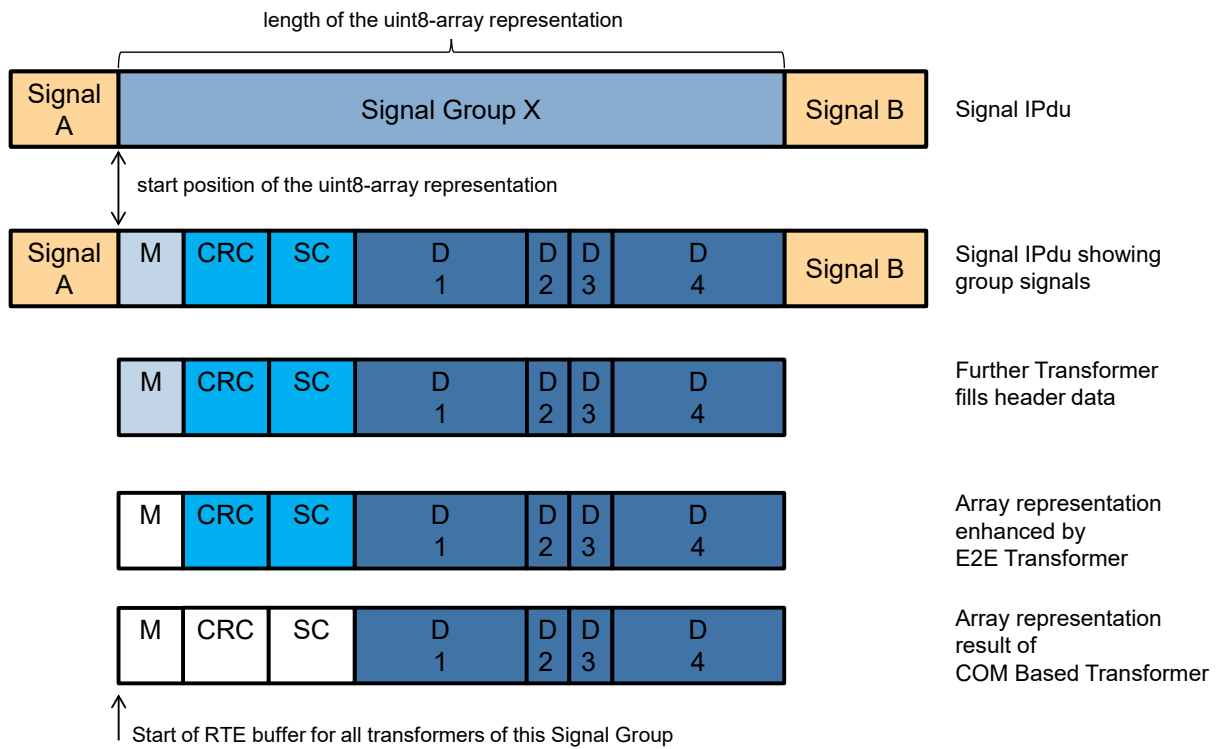 length of the uint8-array representation
Signal
A
Signal Group X
Signal B
Signal IPdu
start position of the uint8-array representation
Signal
A
M
CRC
SC
D
1
D
2
D
3
D
4
Signal B
Signal IPdu showing
group signals
M
CRC
SC
D
1
D
2
D
3
D
4
Further Transformer
fills header data
M
CRC
SC
D
1
D
2
D
3
D
4
Array representation
enhanced by
E2E Transformer
M
CRC
SC
D
1
D
2
D
3
D
4
Array representation
result of
COM Based Transformer
Start of RTE buffer for all transformers of this Signal Group